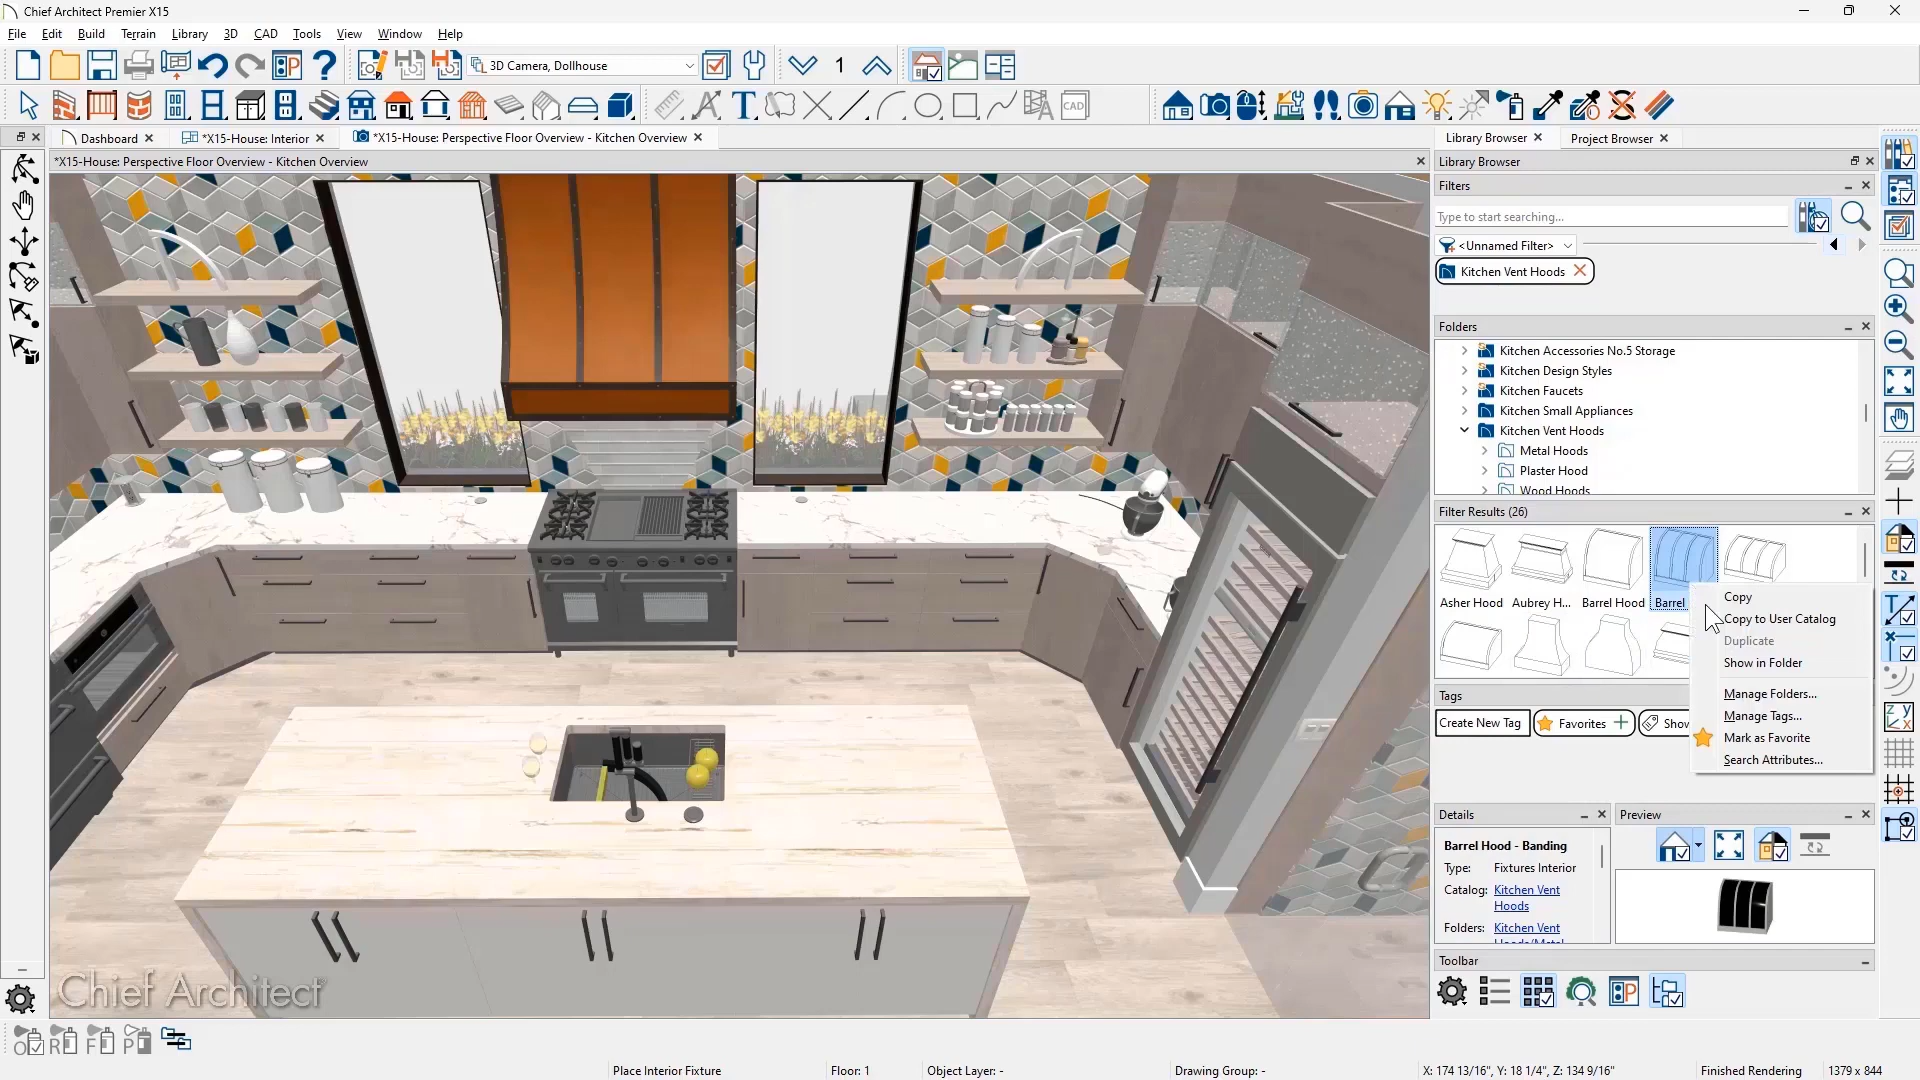 Chief Architect Premier X15
File Edit Build Terrain Library 3D CAD Tools View Window Help
3D Camera, Dollhouse
1
CAD
Dashboard
*X15-House: Interior
*X15-House: Perspective Floor Overview - Kitchen Overview
*X15-House: Perspective Floor Overview - Kitchen Overview
Library Browser
Project Browser
Library Browser
Filters
Type to start searching...
<Unnamed Filter>
Kitchen Vent Hoods
Folders
Kitchen Accessories No.5 Storage
Kitchen Design Styles
Kitchen Faucets
Kitchen Small Appliances
Kitchen Vent Hoods
Metal Hoods
Plaster Hood
Wood Hoods
Filter Results (26)
Asher Hood Aubrey H... Barrel Hood Barrel
Copy
Copy to User Catalog
Duplicate
Show in Folder
Manage Folders...
Manage Tags...
Mark as Favorite
Search Attributes...
Tags
Create New Tag
Favorites
Details
Barrel Hood - Banding
Type: Fixtures Interior
Catalog: Kitchen Vent
Hoods
Folders: Kitchen Vent
Hoods/Metal
Preview
Toolbar
Chief Architect
Place Interior Fixture
Floor: 1
Object Layer: -
Drawing Group: -
X: 174 13/16", Y: 18 1/4", Z: 134 9/16"
Finished Rendering
1379 x 844